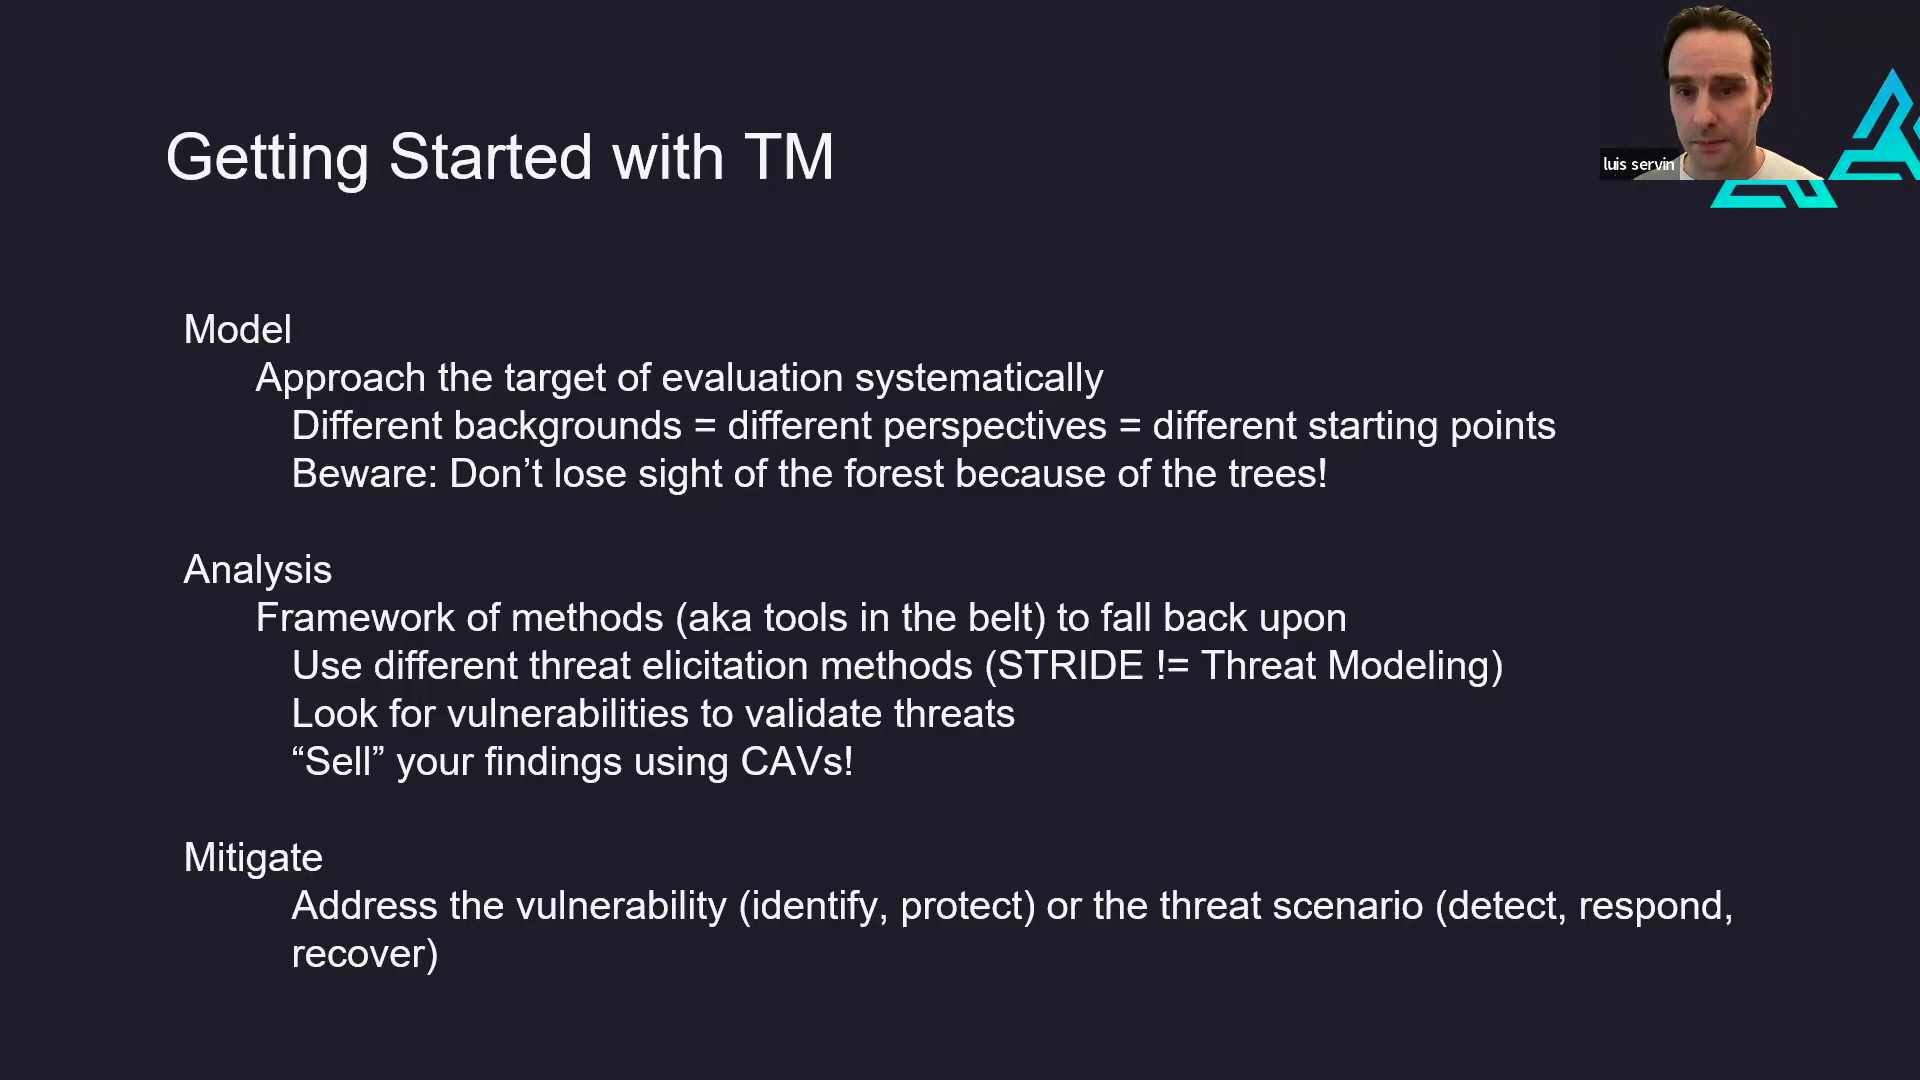 luis servin
Getting Started with TM
Model
Approach the target of evaluation systematically
Different backgrounds = different perspectives = different starting points
Beware: Don’t lose sight of the forest because of the trees!
Analysis
Framework of methods (aka tools in the belt) to fall back upon
Use different threat elicitation methods (STRIDE != Threat Modeling)
Look for vulnerabilities to validate threats
“Sell” your findings using CAVs!
Mitigate
Address the vulnerability (identify, protect) or the threat scenario (detect, respond,
recover)